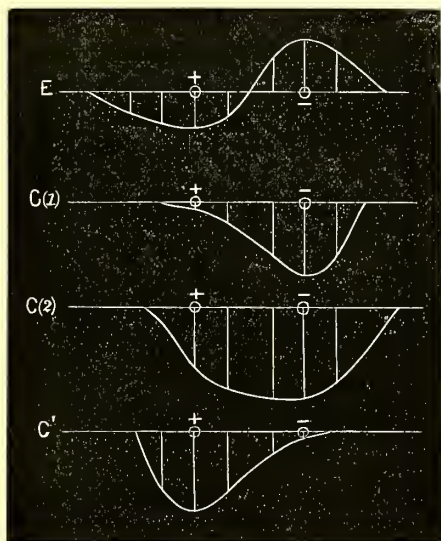 +
E
−
+ −
C(1)
+ −
C(2)
+ −
C'